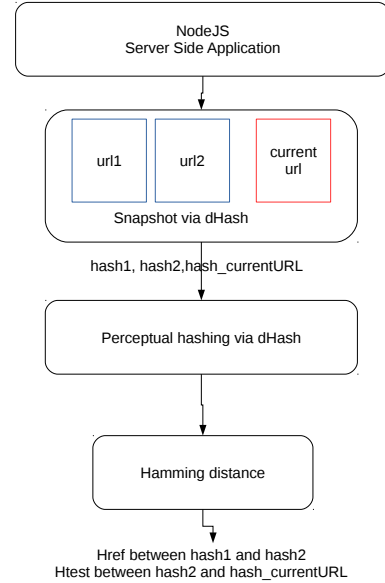 NodeJS
Server Side Application
url1
url2
current
url
Snapshot via dHash
hash1, hash2,hash_currentURL
Perceptual hashing via dHash
Hamming distance
Href between hash1 and hash2
Htest between hash2 and hash_currentURL